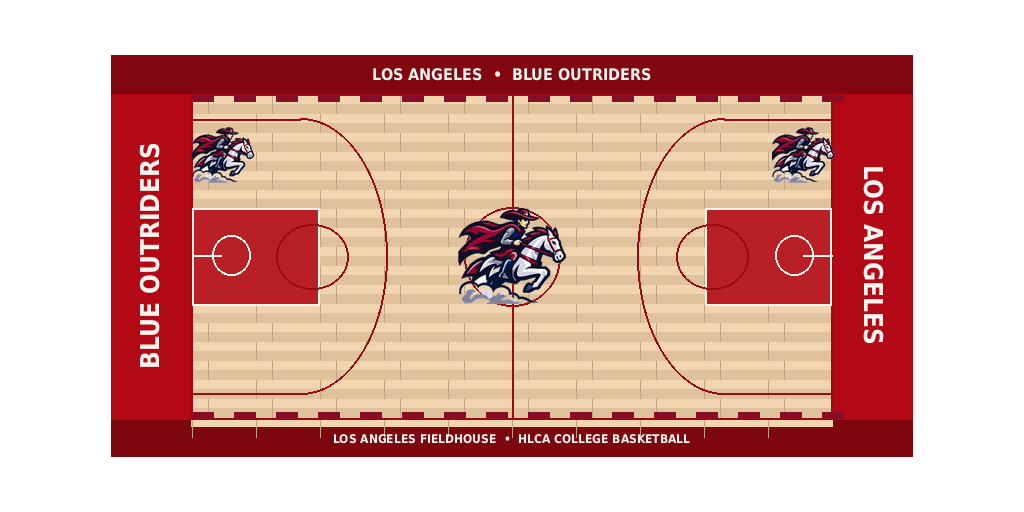 LOS ANGELES • BLUE OUTRIDERS
BLUE OUTRIDERS
LOS ANGELES
LOS ANGELES FIELDHOUSE • HLCA COLLEGE BASKETBALL